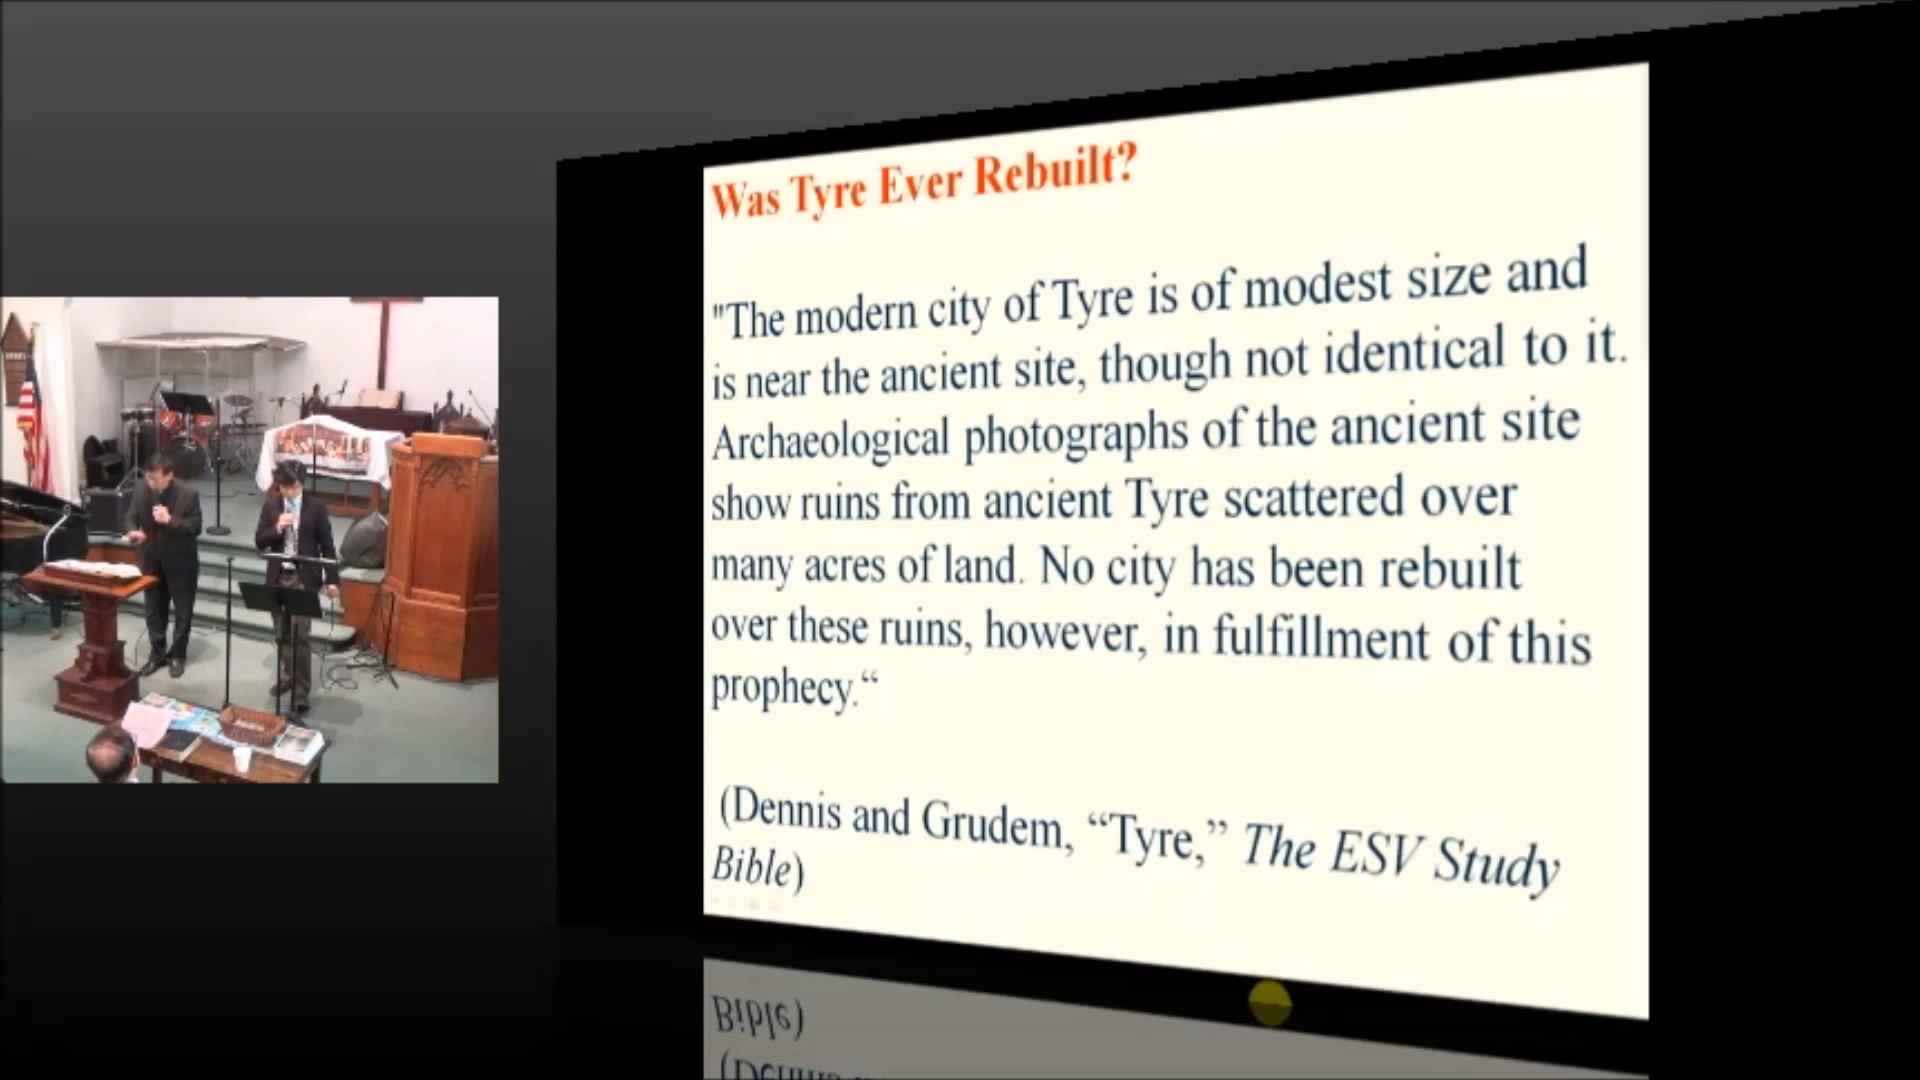 Was Tyre Ever Rebuilt?
"The modern city of Tyre is of modest size and
is near the ancient site, though not identical to it.
Archaeological photographs of the ancient site
show ruins from ancient Tyre scattered over
many acres of land. No city has been rebuilt
over these ruins, however, in fulfillment of this
prophecy.“
(Dennis and Grudem, “Tyre,” The ESV Study
Bible)